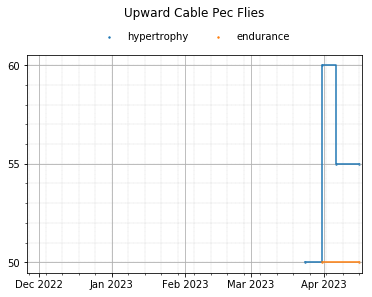 Upward Cable Pec Flies
hypertrophy endurance
60
55
50
Dec 2022 Jan 2023 Feb 2023 Mar 2023 Apr 2023